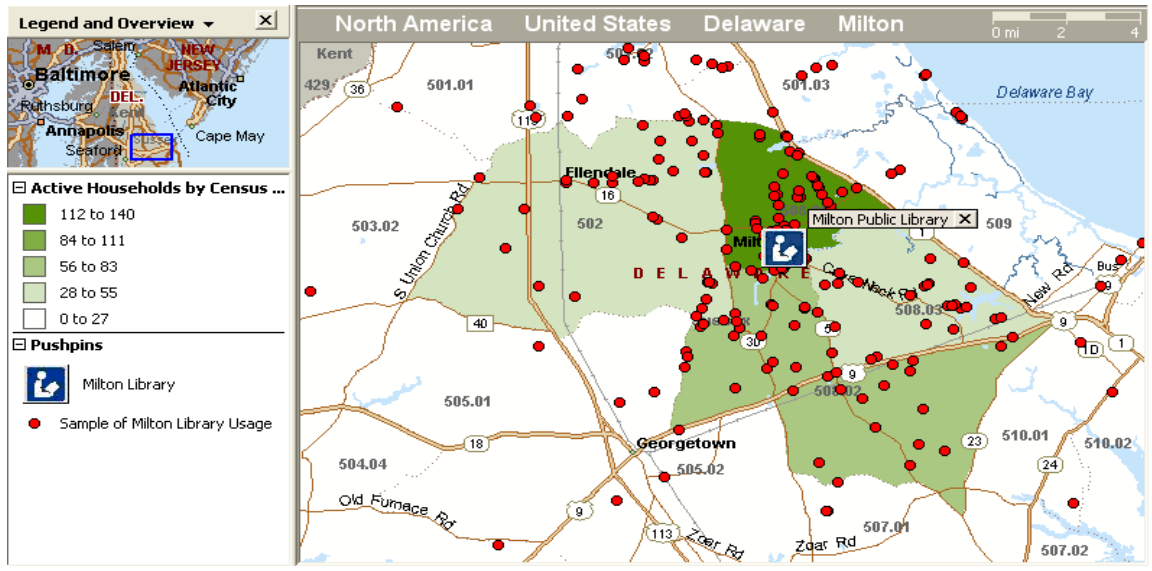 Legend and Overview
M. D.
Salem
NEW
JERSEY
Baltimore
Atlantic
City
DEL.
Ruthsburg
Kent
Annapolis
Cape May
Sussex
Seaford
Active Households by Census ...
112 to 140
84 to 111
56 to 83
28 to 55
0 to 27
Pushpins
Milton Library
Sample of Milton Library Usage
North America United States Delaware Milton
0 mi 2 4
Kent
429
36
501.01
501.03
Delaware Bay
Ellendale
16
503.02
502
S Union Church Rd
Milton Public Library
509
1
DELAWARE
Cave Neck Rd
New Rd
Bus
9
508.03
40
30
5
9
1D
1
9
508.02
505.01
18
Georgetown
505.02
23
510.01
510.02
504.04
24
Old Furnace Rd
9
113
Zoar Rd
Zoar Rd
507.01
507.02